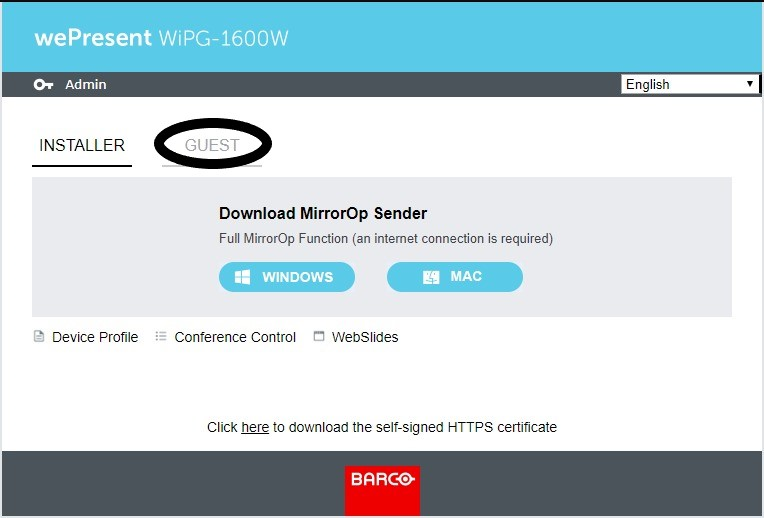 wePresent WiPG-1600W
Admin
English
INSTALLER GUEST
Download MirrorOp Sender
Full MirrorOp Function (an internet connection is required)
WINDOWS MAC
Device Profile Conference Control WebSlides
Click here to download the self-signed HTTPS certificate
BARCO